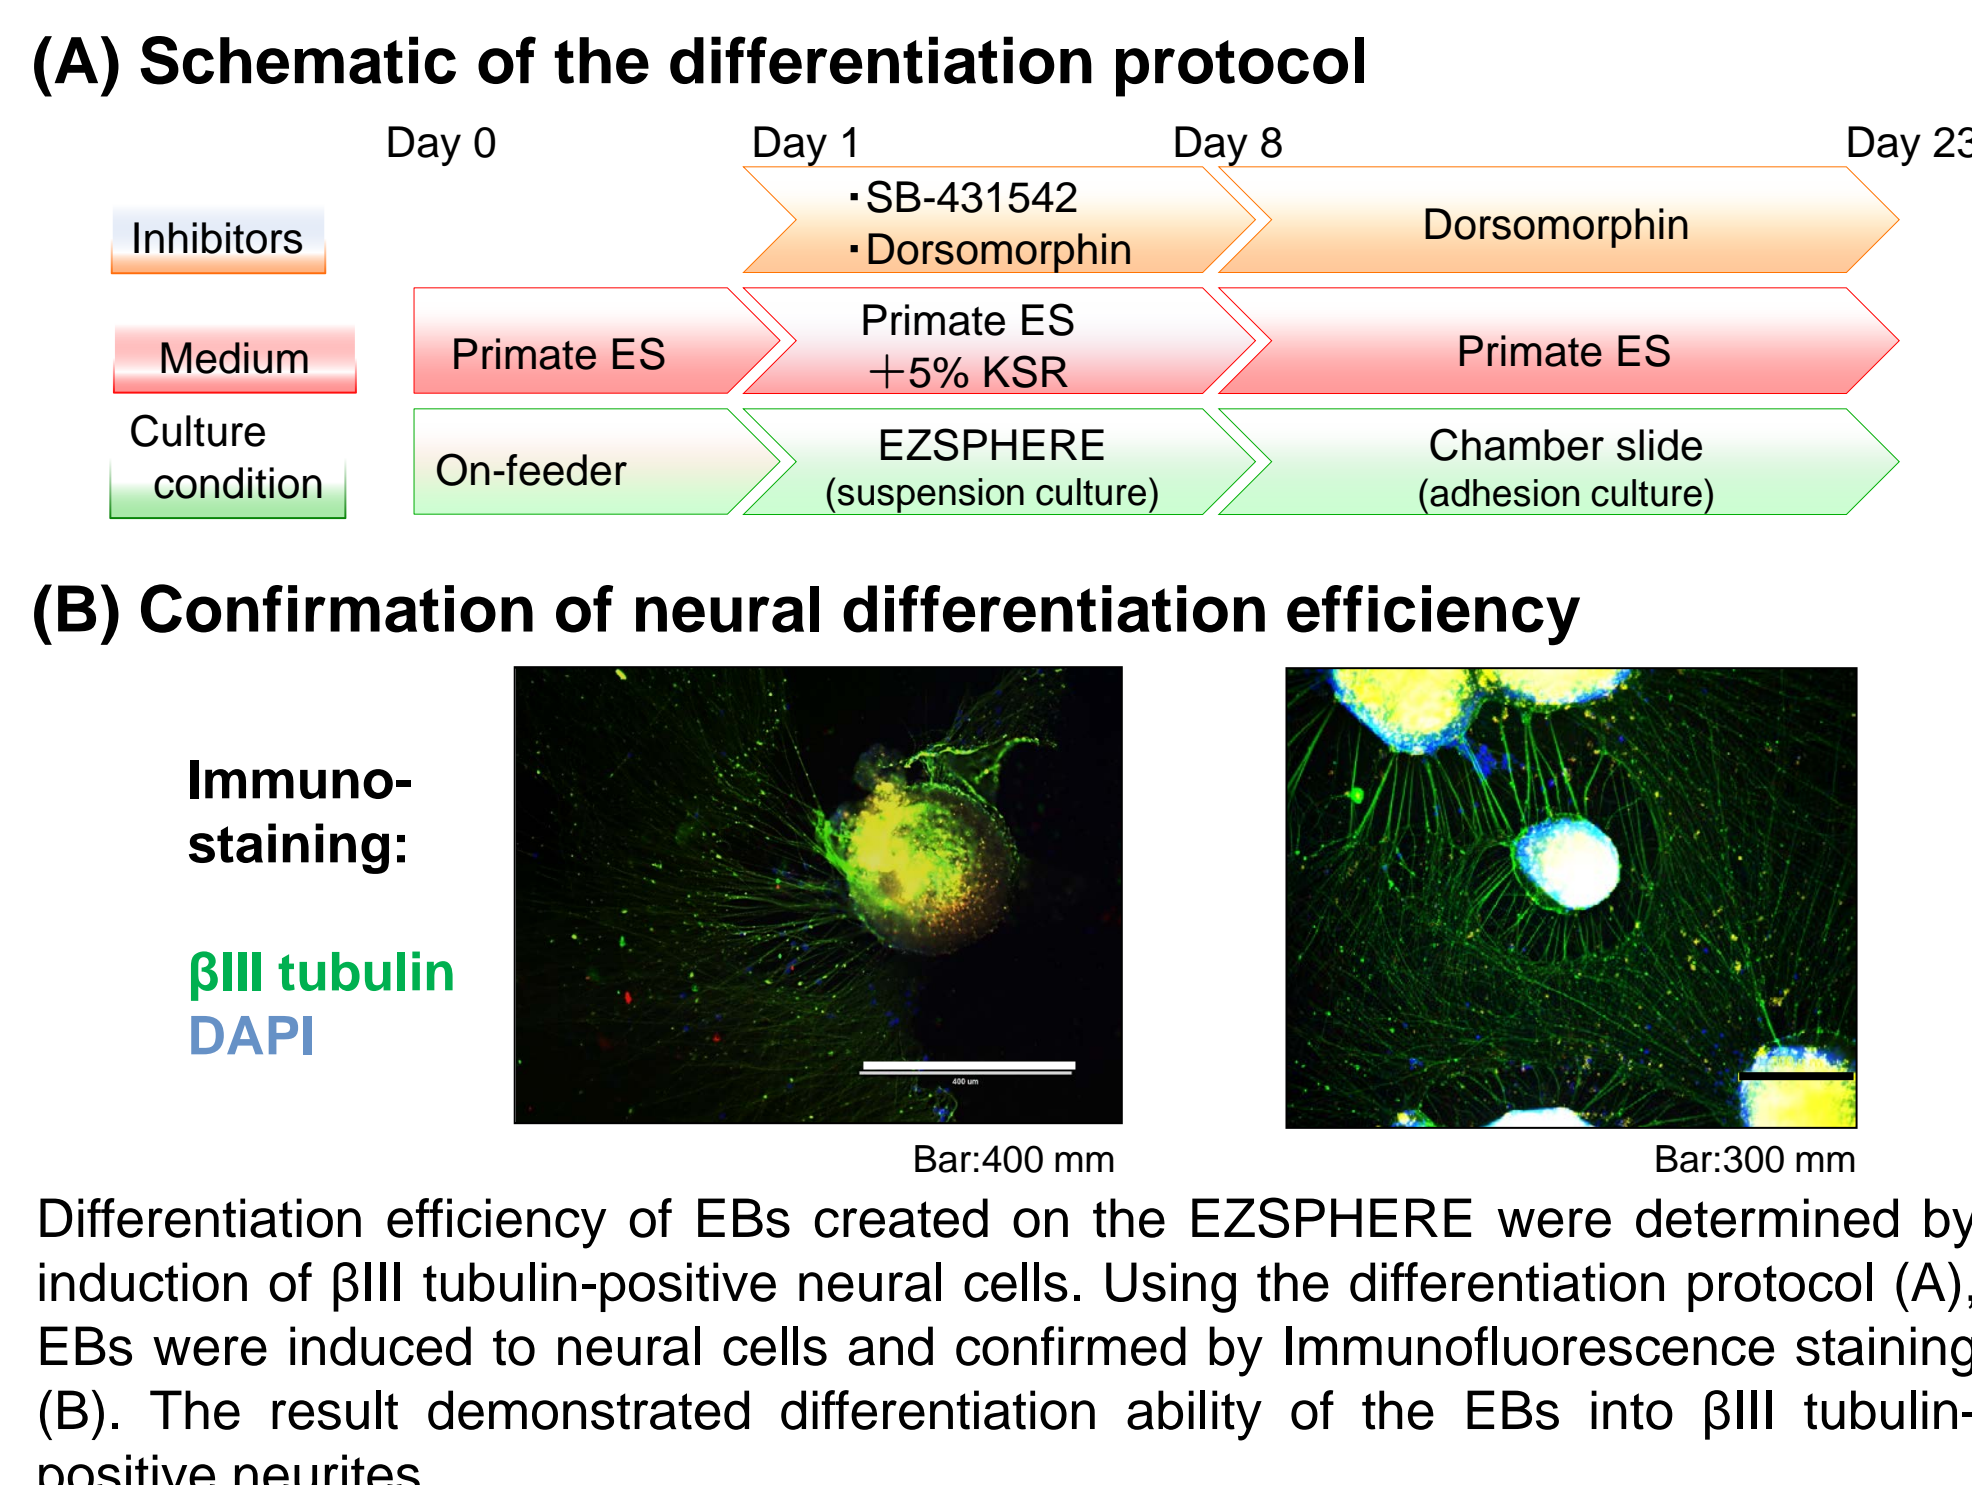 (A) Schematic of the differentiation protocol
Day 0 Day 1 Day 8 Day 23
Inhibitors
・SB-431542
・Dorsomorphin
Dorsomorphin
Medium
Primate ES
Primate ES
+5% KSR
Primate ES
Culture
condition
On-feeder
EZSPHERE
(suspension culture)
Chamber slide
(adhesion culture)
(B) Confirmation of neural differentiation efficiency
Immuno-
staining:
βIII tubulin
DAPI
400 um
Bar:400 mm
Bar:300 mm
Differentiation efficiency of EBs created on the EZSPHERE were determined by
induction of βIII tubulin-positive neural cells. Using the differentiation protocol (A),
EBs were induced to neural cells and confirmed by Immunofluorescence staining
(B). The result demonstrated differentiation ability of the EBs into βIII tubulin-
positive neurites